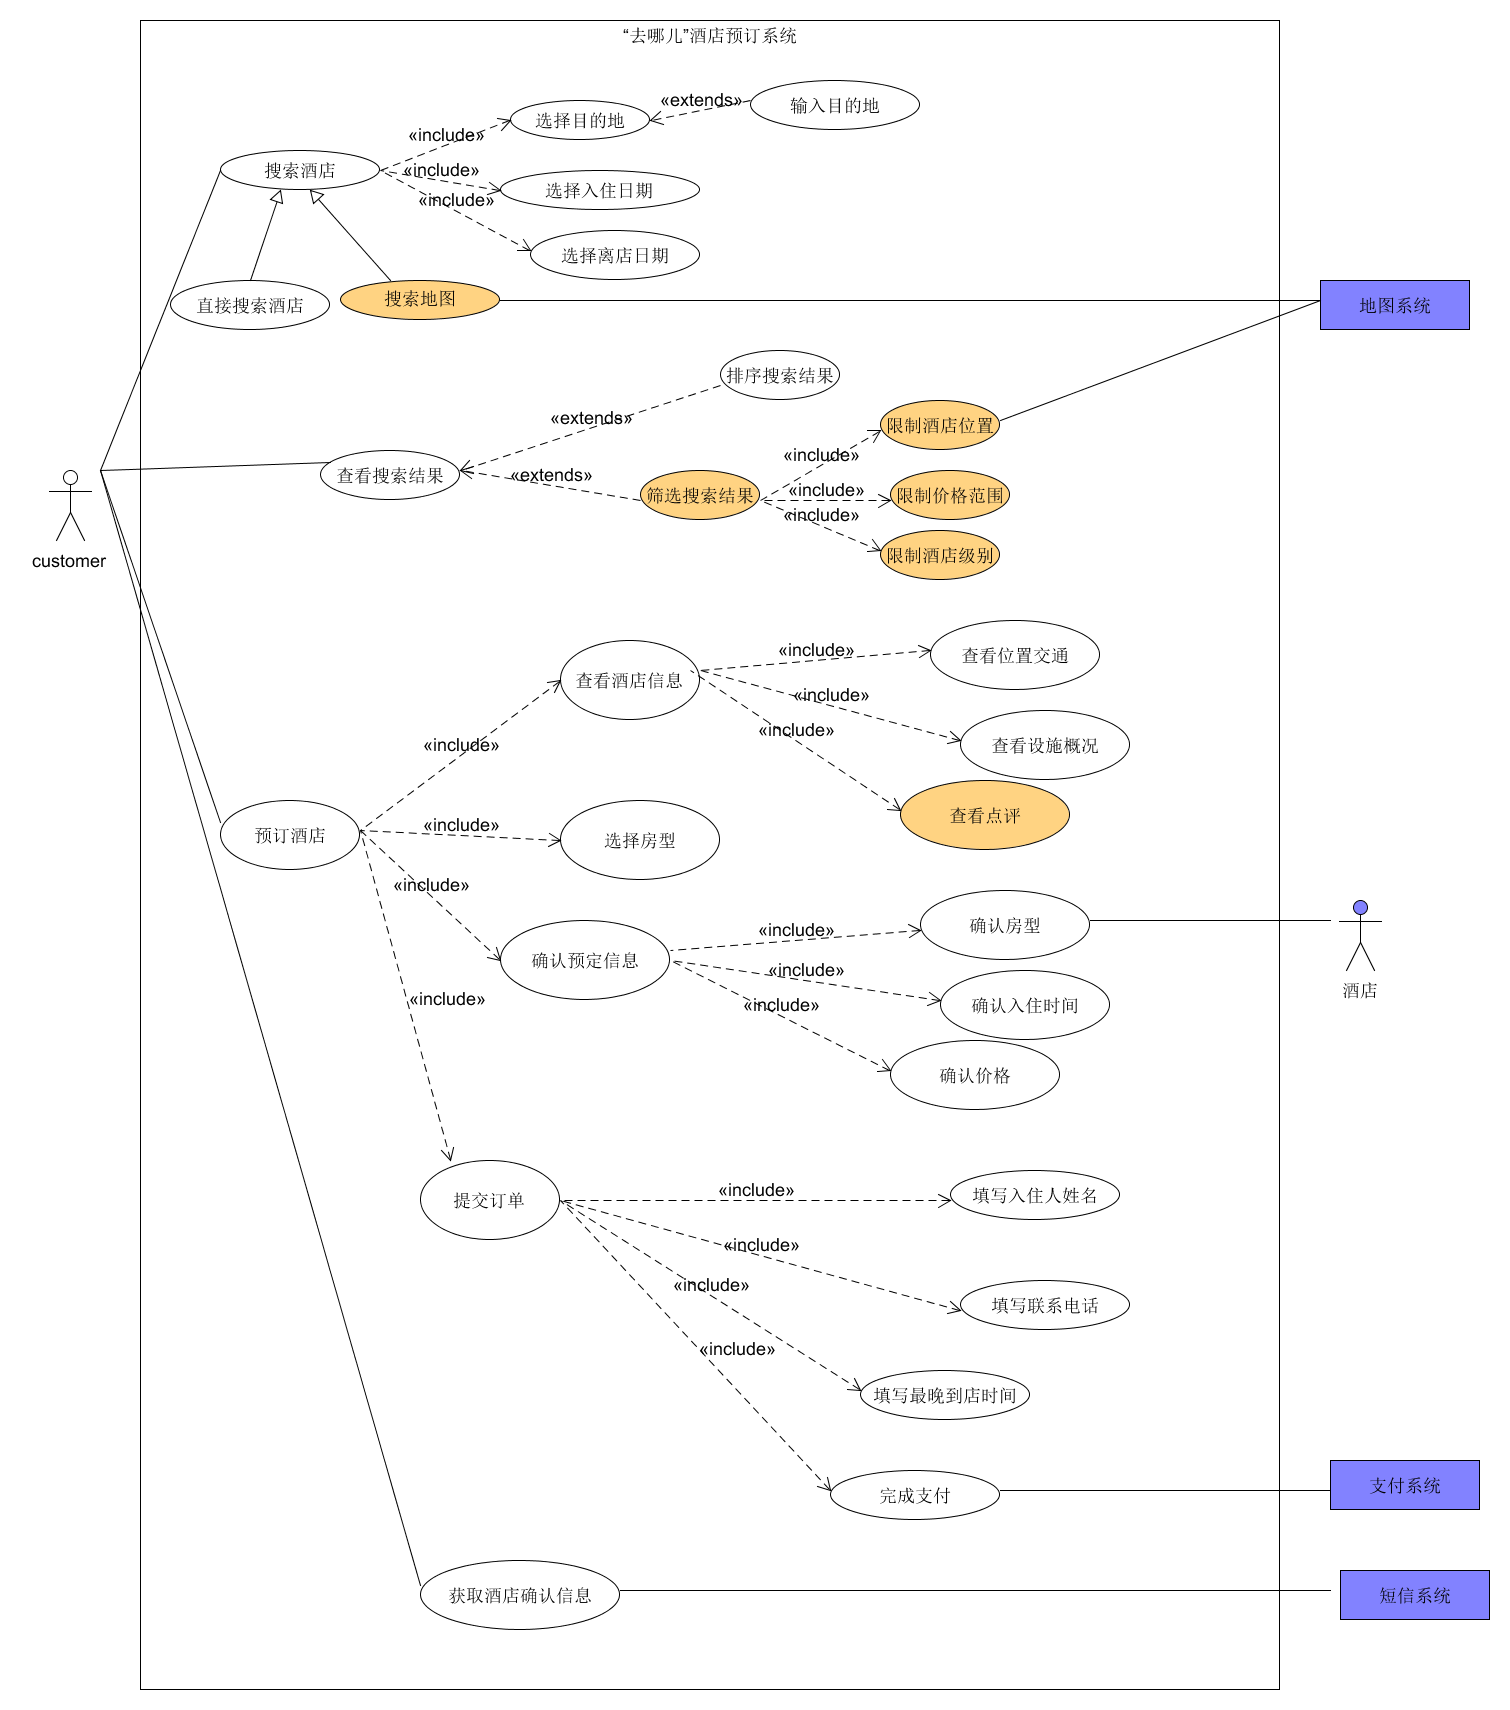 “去哪儿”酒店预订系统
«extends»
输入目的地
选择目的地
«include»
搜索酒店
«include»
选择入住日期
«include»
选择离店日期
直接搜索酒店
搜索地图
地图系统
排序搜索结果
«extends»
限制酒店位置
«include»
查看搜索结果
«extends»
筛选搜索结果
«include»
限制价格范围
«include»
限制酒店级别
customer
«include»
查看位置交通
查看酒店信息
«include»
查看设施概况
«include»
«include»
查看点评
«include»
预订酒店
选择房型
«include»
«include»
确认房型
确认预定信息
«include»
确认入住时间
酒店
«include»
«include»
确认价格
«include»
填写入住人姓名
提交订单
«include»
«include»
填写联系电话
«include»
填写最晚到店时间
完成支付
支付系统
获取酒店确认信息
短信系统